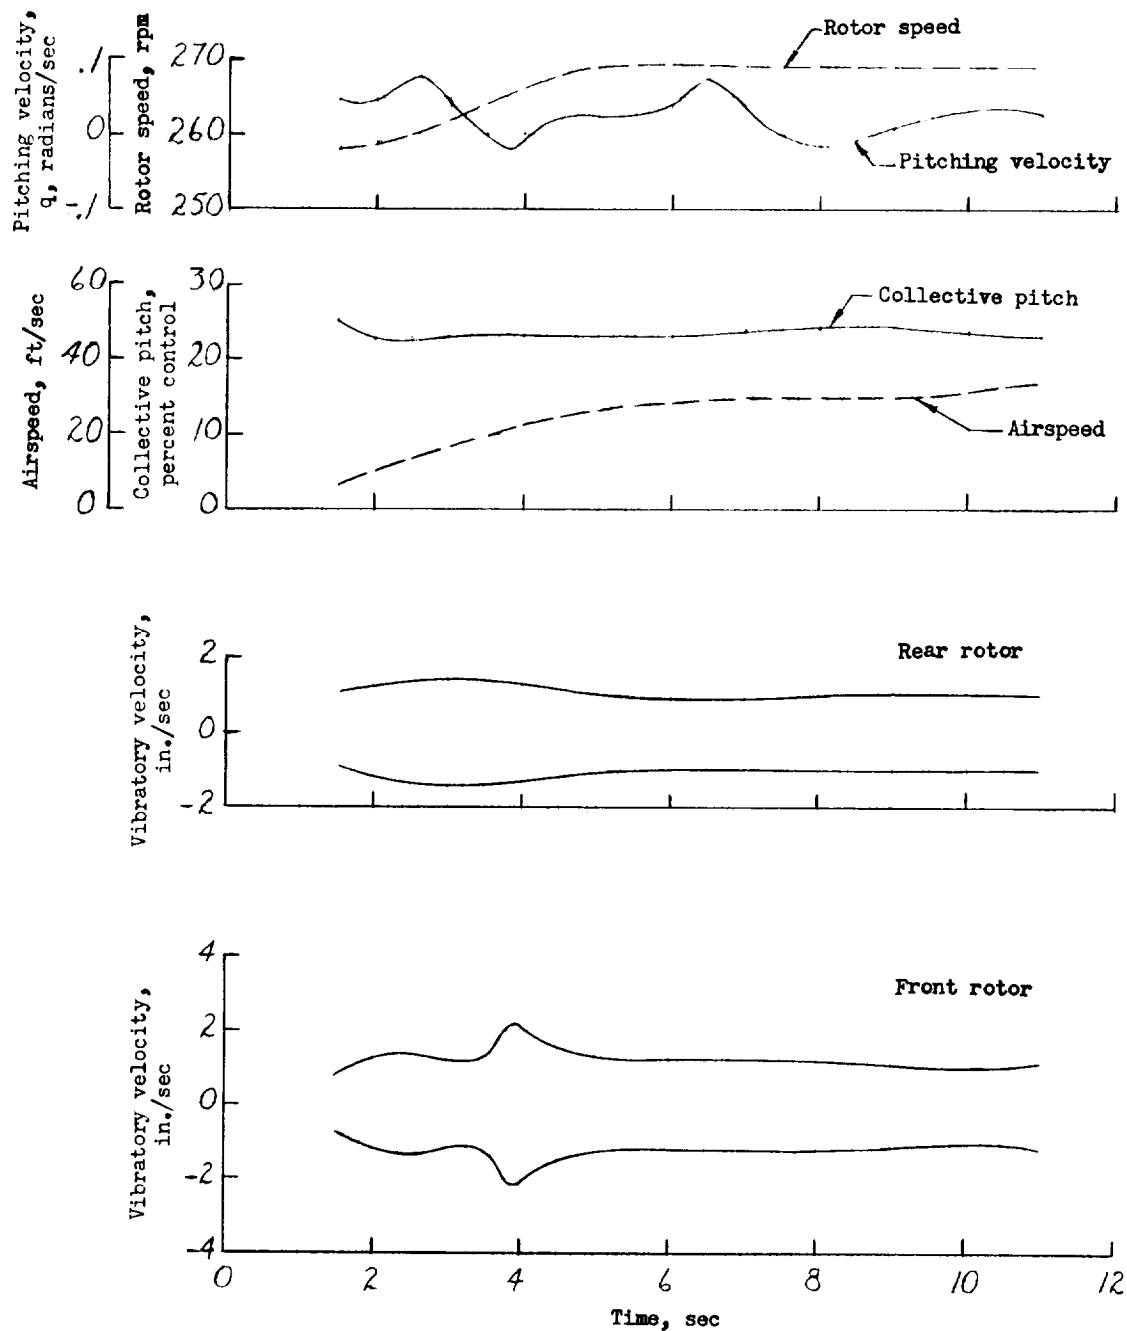 Pitching velocity,
q, radians/sec
.1
0
-.1
Rotor speed, rpm
270
260
250
Rotor speed
Pitching velocity
Airspeed, ft/sec
60
40
20
0
Collective pitch,
percent control
30
20
10
0
Collective pitch
Airspeed
Vibratory velocity,
in./sec
2
0
-2
Rear rotor
Vibratory velocity,
in./sec
4
2
0
-2
-4
Front rotor
0 2 4 6 8 10 12
Time, sec